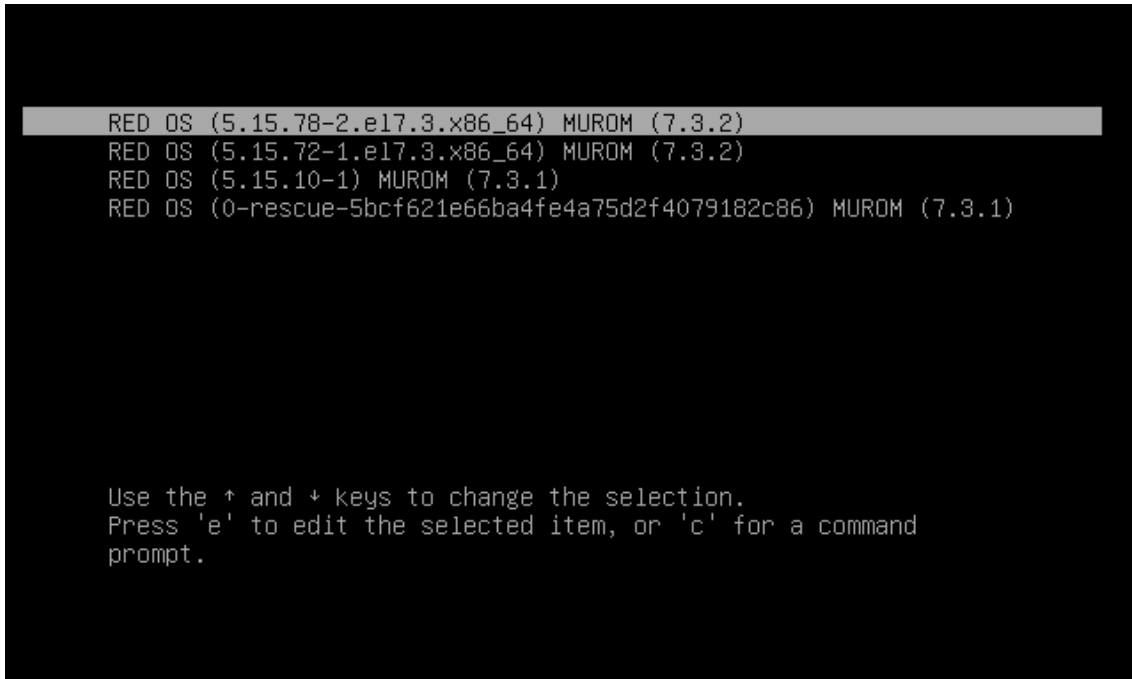 RED OS (5.15.78-2.el7.3.x86_64) MUROM (7.3.2)
RED OS (5.15.72-1.el7.3.x86_64) MUROM (7.3.2)
RED OS (5.15.10-1) MUROM (7.3.1)
RED OS (0-rescue-5bcf621e66ba4fe4a75d2f4079182c86) MUROM (7.3.1)
Use the ↑ and ↓ keys to change the selection.
Press 'e' to edit the selected item, or 'c' for a command
prompt.